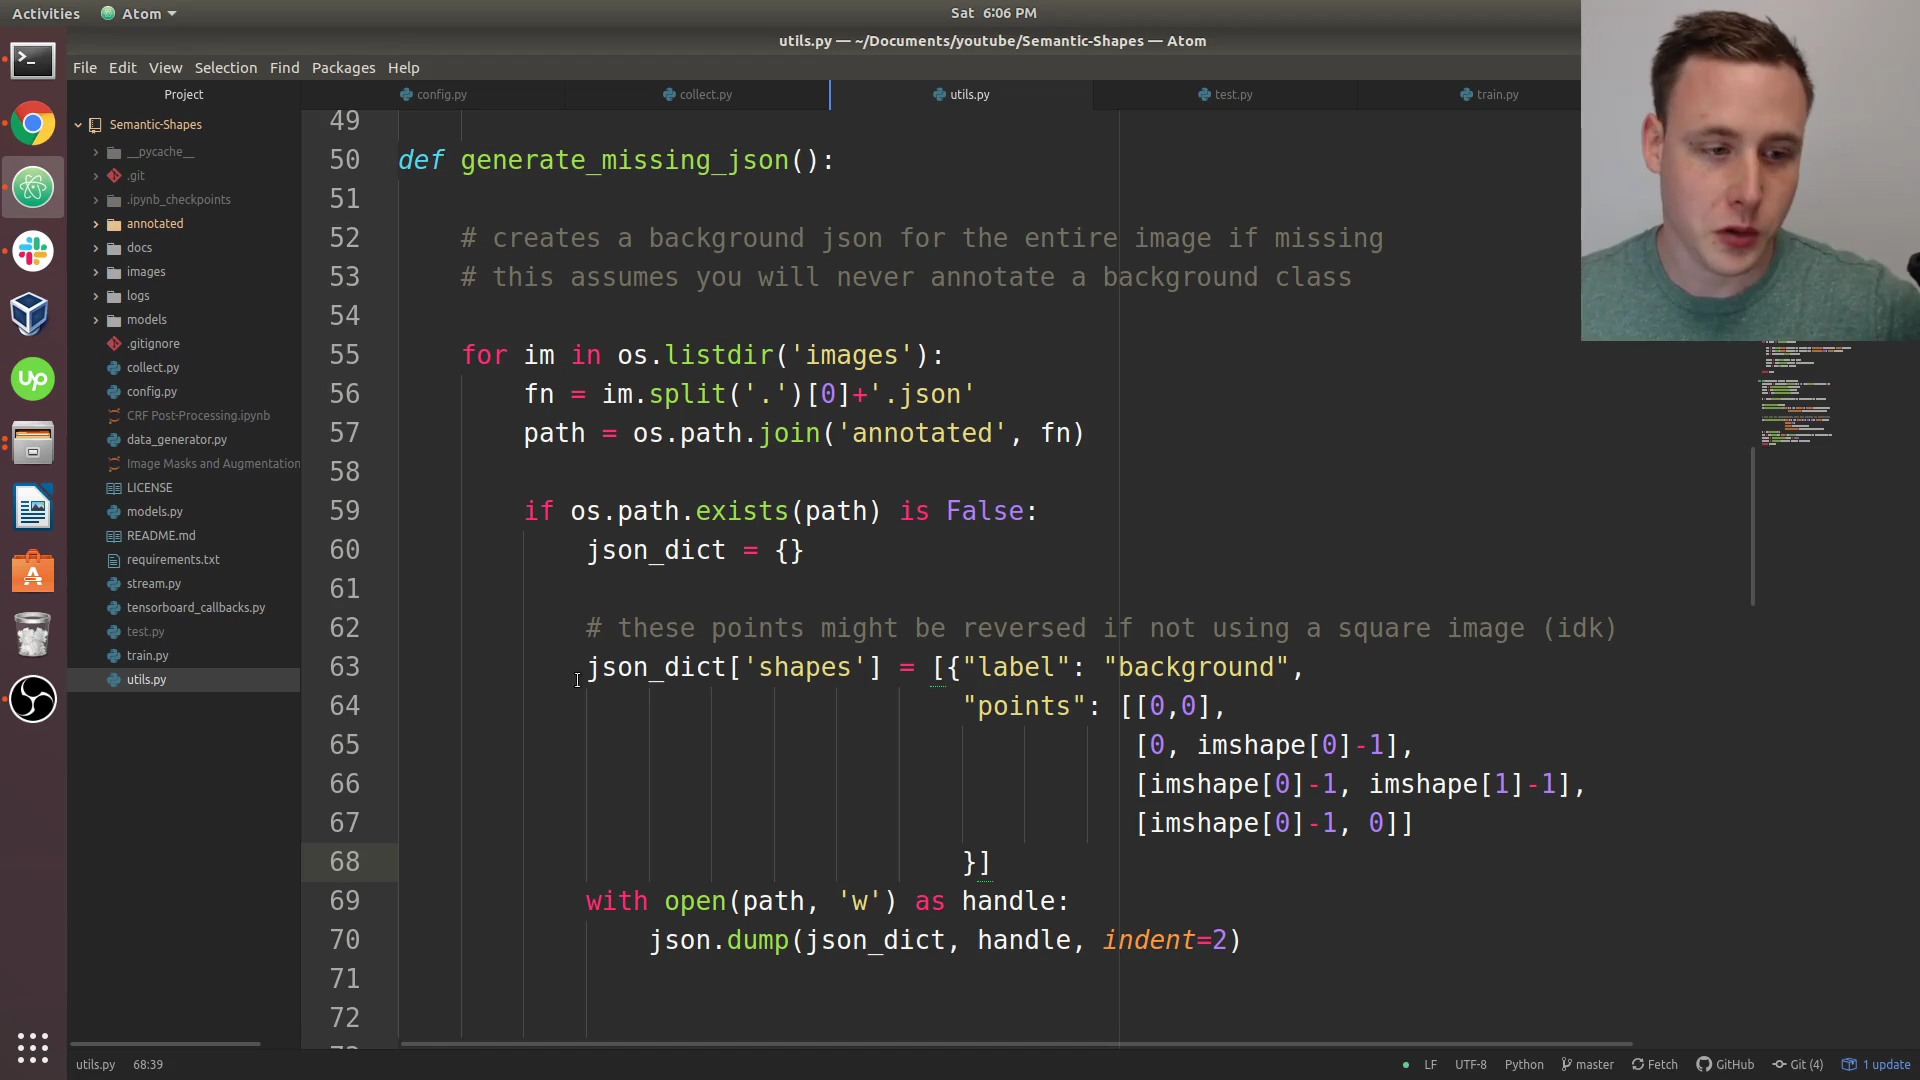 Activities
Atom
Sat 6:06 PM
utils.py — ~/Documents/youtube/Semantic-Shapes — Atom
File Edit View Selection Find Packages Help
Project
config.py
collect.py
utils.py
test.py
train.py
Semantic-Shapes
__pycache__
.git
.ipynb_checkpoints
annotated
docs
images
logs
models
.gitignore
collect.py
config.py
CRF Post-Processing.ipynb
data_generator.py
Image Masks and Augmentation
LICENSE
models.py
README.md
requirements.txt
stream.py
tensorboard_callbacks.py
test.py
train.py
utils.py
49
50 def generate_missing_json():
51
52 # creates a background json for the entire image if missing
53 # this assumes you will never annotate a background class
54
55 for im in os.listdir('images'):
56 fn = im.split('.')[0]+'.json'
57 path = os.path.join('annotated', fn)
58
59 if os.path.exists(path) is False:
60 json_dict = {}
61
62 # these points might be reversed if not using a square image (idk)
63 json_dict['shapes'] = [{"label": "background",
64 "points": [[0,0],
65 [0, imshape[0]-1],
66 [imshape[0]-1, imshape[1]-1],
67 [imshape[0]-1, 0]]
68 }]
69 with open(path, 'w') as handle:
70 json.dump(json_dict, handle, indent=2)
71
72
utils.py 68:39
LF UTF-8 Python master Fetch GitHub Git (4) 1 update
Up